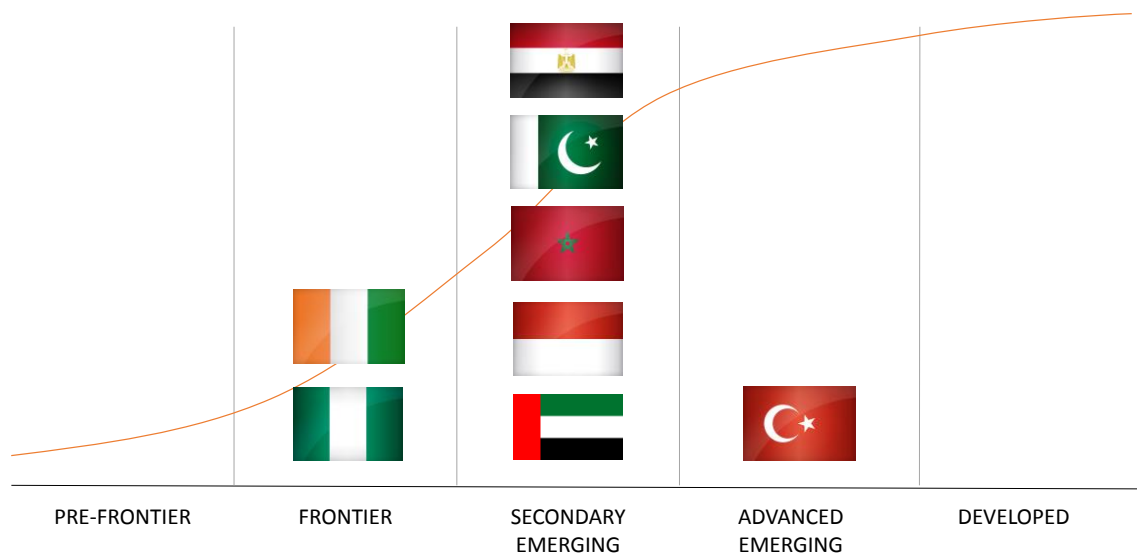 PRE-FRONTIER
FRONTIER
SECONDARY
EMERGING
ADVANCED
EMERGING
DEVELOPED